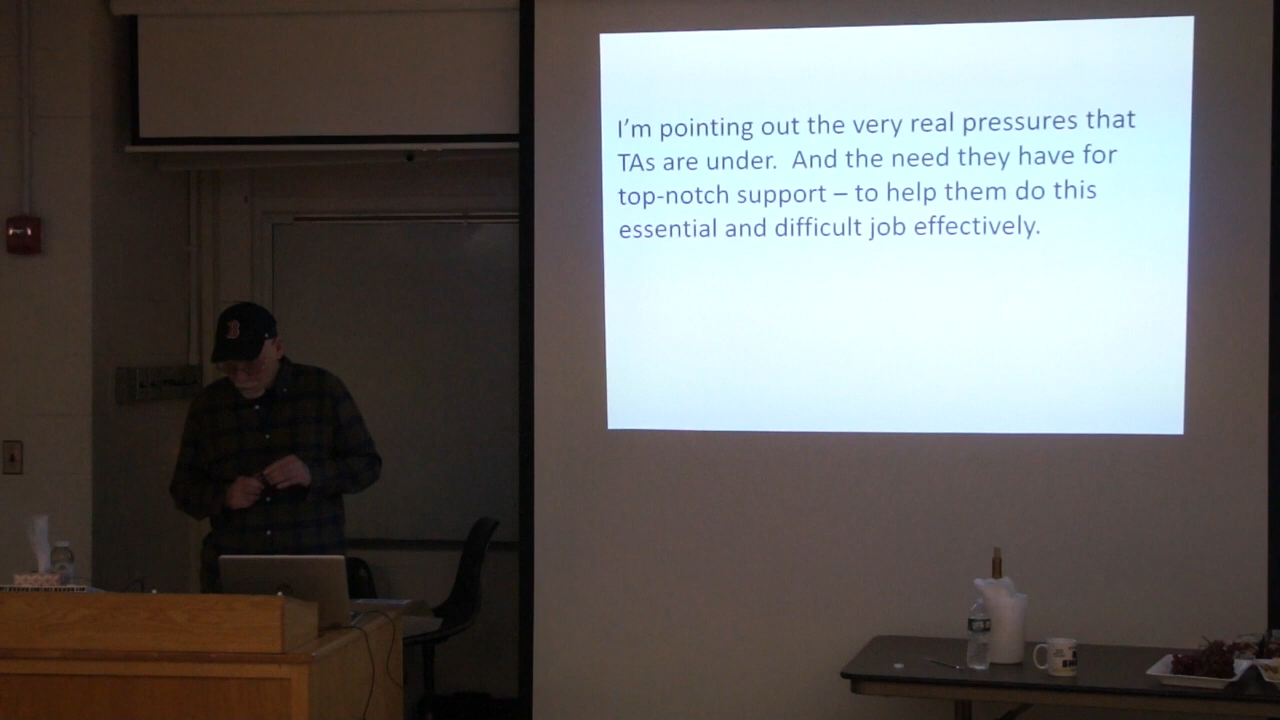 I'm pointing out the very real pressures that
TAs are under.  And the need they have for
top-notch support – to help them do this
essential and difficult job effectively.
B